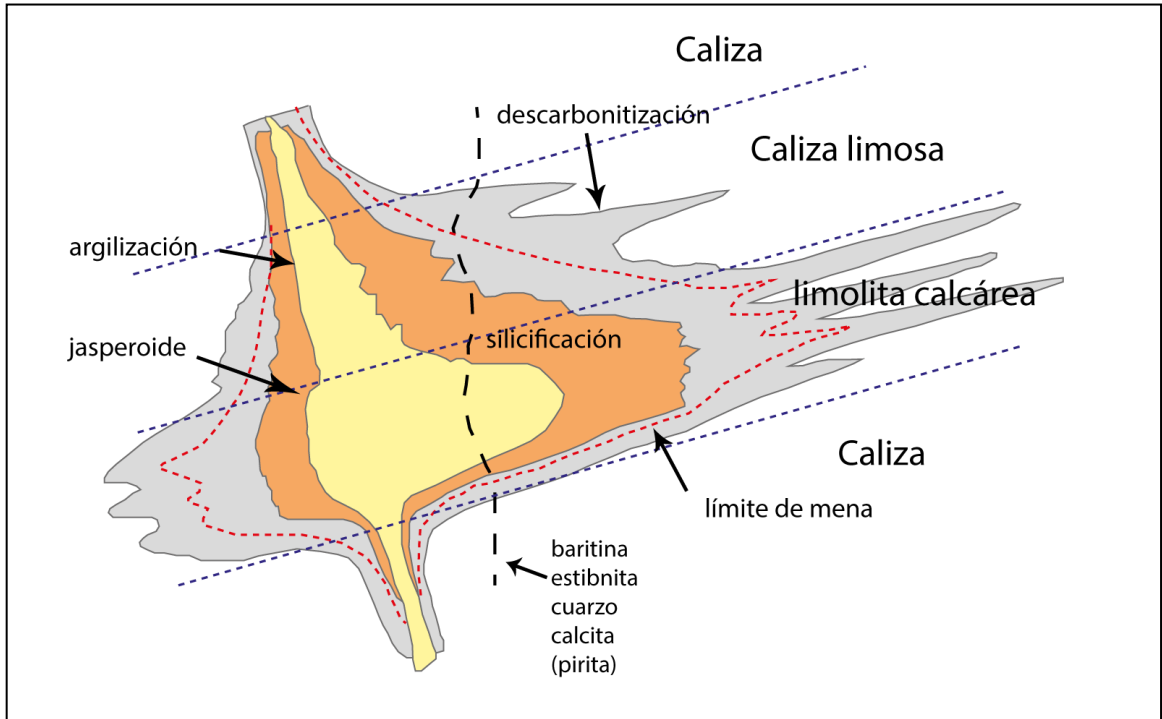 Caliza
descarbonitización
Caliza limosa
argilización
limolita calcárea
jasperoide
silicificación
Caliza
límite de mena
baritina
estibnita
cuarzo
calcita
(pirita)